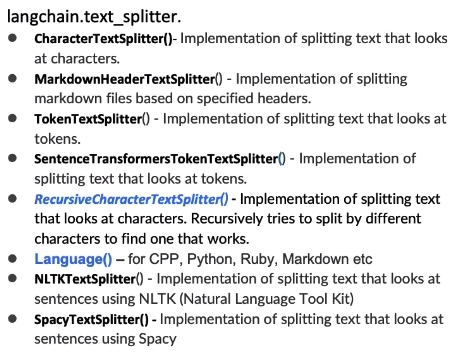 langchain.text_splitter.
● CharacterTextSplitter()- Implementation of splitting text that looks
at characters.
● MarkdownHeaderTextSplitter() - Implementation of splitting
markdown files based on specified headers.
● TokenTextSplitter() - Implementation of splitting text that looks at
tokens.
● SentenceTransformersTokenTextSplitter() - Implementation of
splitting text that looks at tokens.
● RecursiveCharacterTextSplitter() - Implementation of splitting text
that looks at characters. Recursively tries to split by different
characters to find one that works.
● Language() – for CPP, Python, Ruby, Markdown etc
● NLTKTextSplitter() - Implementation of splitting text that looks at
sentences using NLTK (Natural Language Tool Kit)
● SpacyTextSplitter() - Implementation of splitting text that looks at
sentences using Spacy